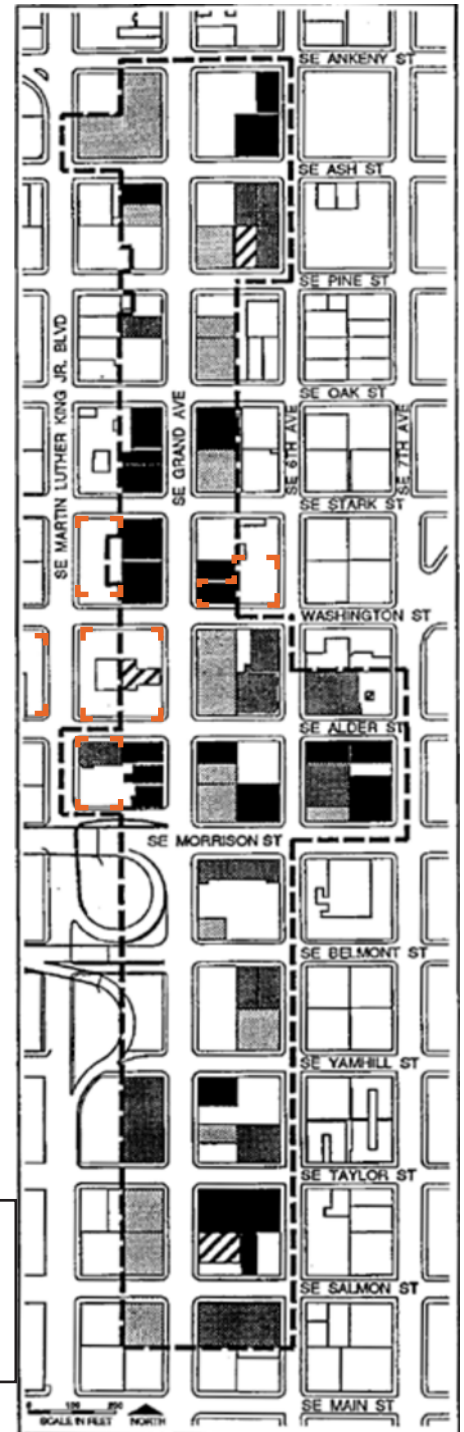 SE ANKENY ST
SE ASH ST
SE PINE ST
SE MARTIN LUTHER KING JR. BLVD
SE GRAND AVE
SE OAK ST
SE 6TH AVE
SE 7TH AVE
SE STARK ST
WASHINGTON ST
SE ALDER ST
SE MORRISON ST
SE BELMONT ST
SE YAMHILL ST
SE TAYLOR ST
SE SALMON ST
0 100 200
SCALE IN FEET NORTH
SE MAIN ST